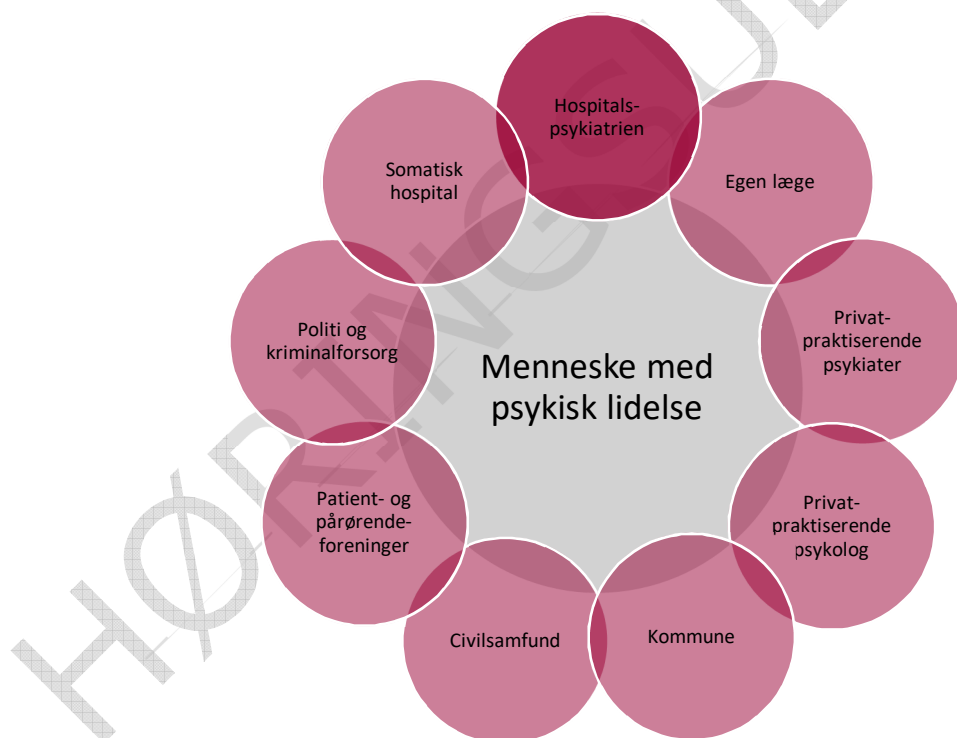 Hospitals-
psykiatrien
Egen læge
Privat-
praktiserende
psykiater
Privat-
praktiserende
psykolog
Kommune
Civilsamfund
Patient- og
pårørende-
foreninger
Politi og
kriminalforsorg
Somatisk
hospital
Menneske med
psykisk lidelse